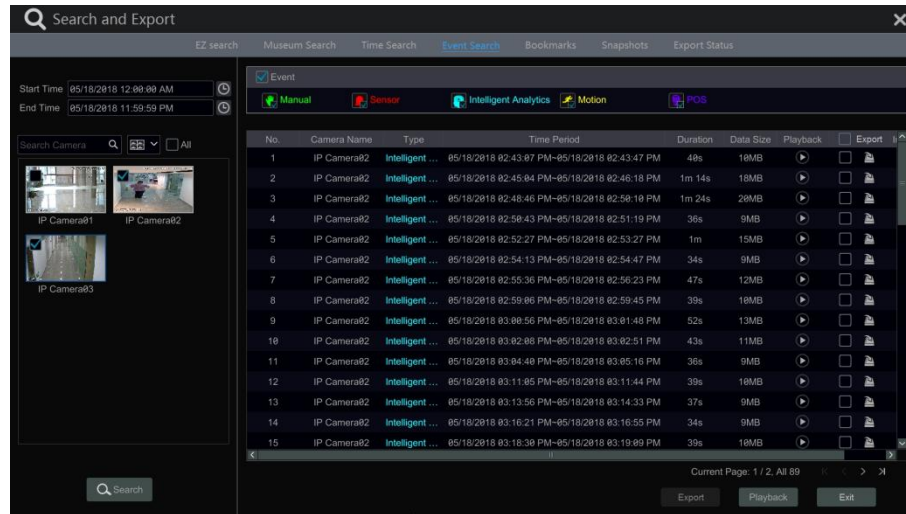 Search and Export
EZ search Museum Search Time Search Event Search Bookmarks Snapshots Export Status
Start Time 05/18/2018 12:00:00 AM
End Time 05/18/2018 11:59:59 PM
Search Camera All
IP Camera01 IP Camera02
IP Camera03
Search
Event
Manual Sensor Intelligent Analytics Motion POS
No. Camera Name Type Time Period Duration Data Size Playback Export
1 IP Camera02 Intelligent ... 05/18/2018 02:43:07 PM~05/18/2018 02:43:47 PM 40s 10MB
2 IP Camera02 Intelligent ... 05/18/2018 02:45:04 PM~05/18/2018 02:46:18 PM 1m 14s 18MB
3 IP Camera02 Intelligent ... 05/18/2018 02:48:46 PM~05/18/2018 02:50:10 PM 1m 24s 20MB
4 IP Camera02 Intelligent ... 05/18/2018 02:50:43 PM~05/18/2018 02:51:19 PM 36s 9MB
5 IP Camera02 Intelligent ... 05/18/2018 02:52:27 PM~05/18/2018 02:53:27 PM 1m 15MB
6 IP Camera02 Intelligent ... 05/18/2018 02:54:13 PM~05/18/2018 02:54:47 PM 34s 9MB
7 IP Camera02 Intelligent ... 05/18/2018 02:55:36 PM~05/18/2018 02:56:23 PM 47s 12MB
8 IP Camera02 Intelligent ... 05/18/2018 02:59:06 PM~05/18/2018 02:59:45 PM 39s 10MB
9 IP Camera02 Intelligent ... 05/18/2018 03:00:56 PM~05/18/2018 03:01:48 PM 52s 13MB
10 IP Camera02 Intelligent ... 05/18/2018 03:02:08 PM~05/18/2018 03:02:51 PM 43s 11MB
11 IP Camera02 Intelligent ... 05/18/2018 03:04:40 PM~05/18/2018 03:05:16 PM 36s 9MB
12 IP Camera02 Intelligent ... 05/18/2018 03:11:05 PM~05/18/2018 03:11:44 PM 39s 10MB
13 IP Camera02 Intelligent ... 05/18/2018 03:13:56 PM~05/18/2018 03:14:33 PM 37s 9MB
14 IP Camera02 Intelligent ... 05/18/2018 03:16:21 PM~05/18/2018 03:16:55 PM 34s 9MB
15 IP Camera02 Intelligent ... 05/18/2018 03:18:30 PM~05/18/2018 03:19:09 PM 39s 10MB
Current Page: 1 / 2, All 89
Export Playback Exit